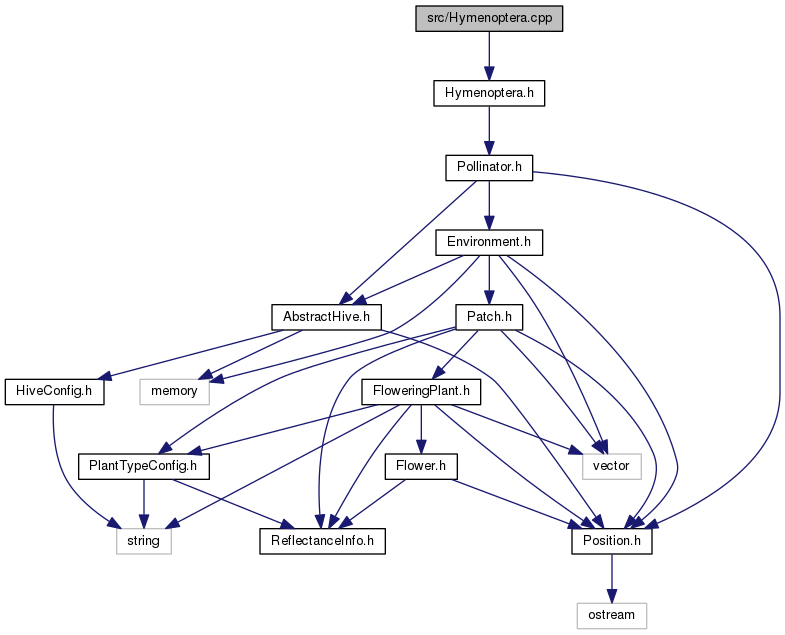 src/Hymenoptera.cpp
Hymenoptera.h
Pollinator.h
Environment.h
AbstractHive.h
Patch.h
HiveConfig.h
memory
FloweringPlant.h
PlantTypeConfig.h
Flower.h
vector
string
ReflectanceInfo.h
Position.h
ostream